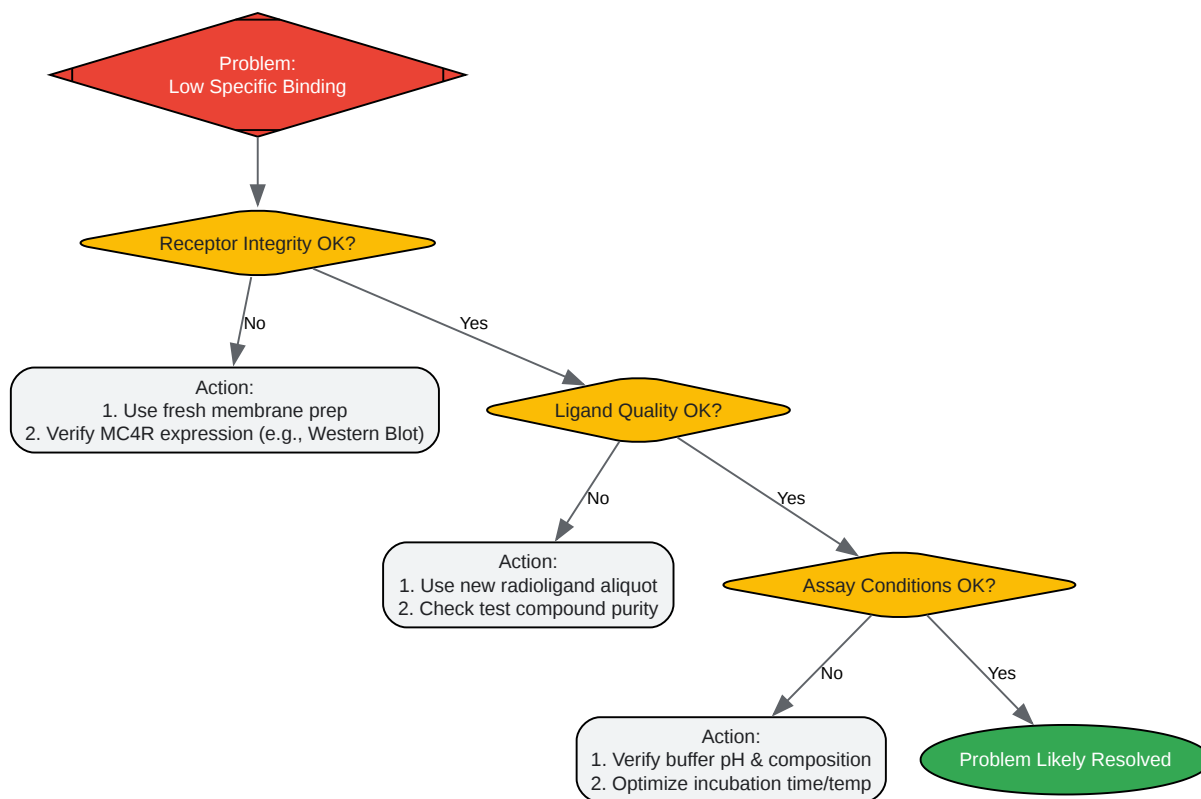 Problem:
Low Specific Binding
Receptor Integrity OK?
No
Yes
Action:
1. Use fresh membrane prep
2. Verify MC4R expression (e.g., Western Blot)
Ligand Quality OK?
No
Yes
Action:
1. Use new radioligand aliquot
2. Check test compound purity
Assay Conditions OK?
No
Yes
Action:
1. Verify buffer pH & composition
2. Optimize incubation time/temp
Problem Likely Resolved